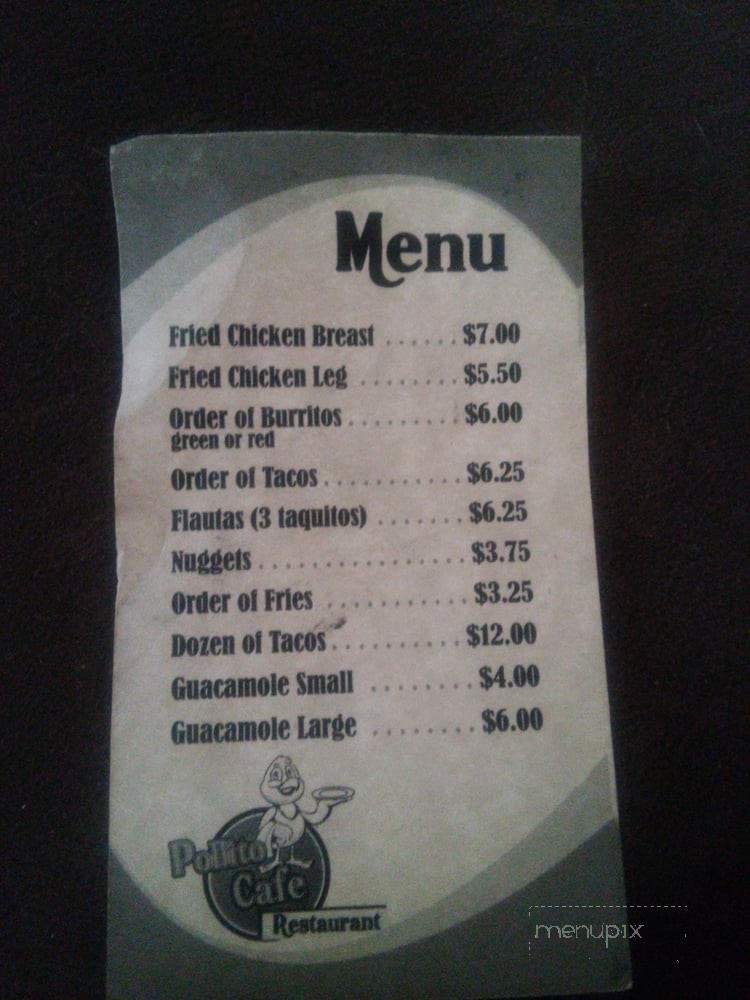 Menu
Fried Chicken Breast ...... $7.00
Fried Chicken Leg ........ $5.50
Order of Burritos ......... $6.00
green or red
Order of Tacos ........... $6.25
Flautas (3 taquitos) ....... $6.25
Nuggets ................ $3.75
Order of Fries ........... $3.25
Dozen of Tacos .......... $12.00
Guacamole Small ........ $4.00
Guacamole Large ........ $6.00
Pollito
Cafe
Restaurant
menupix